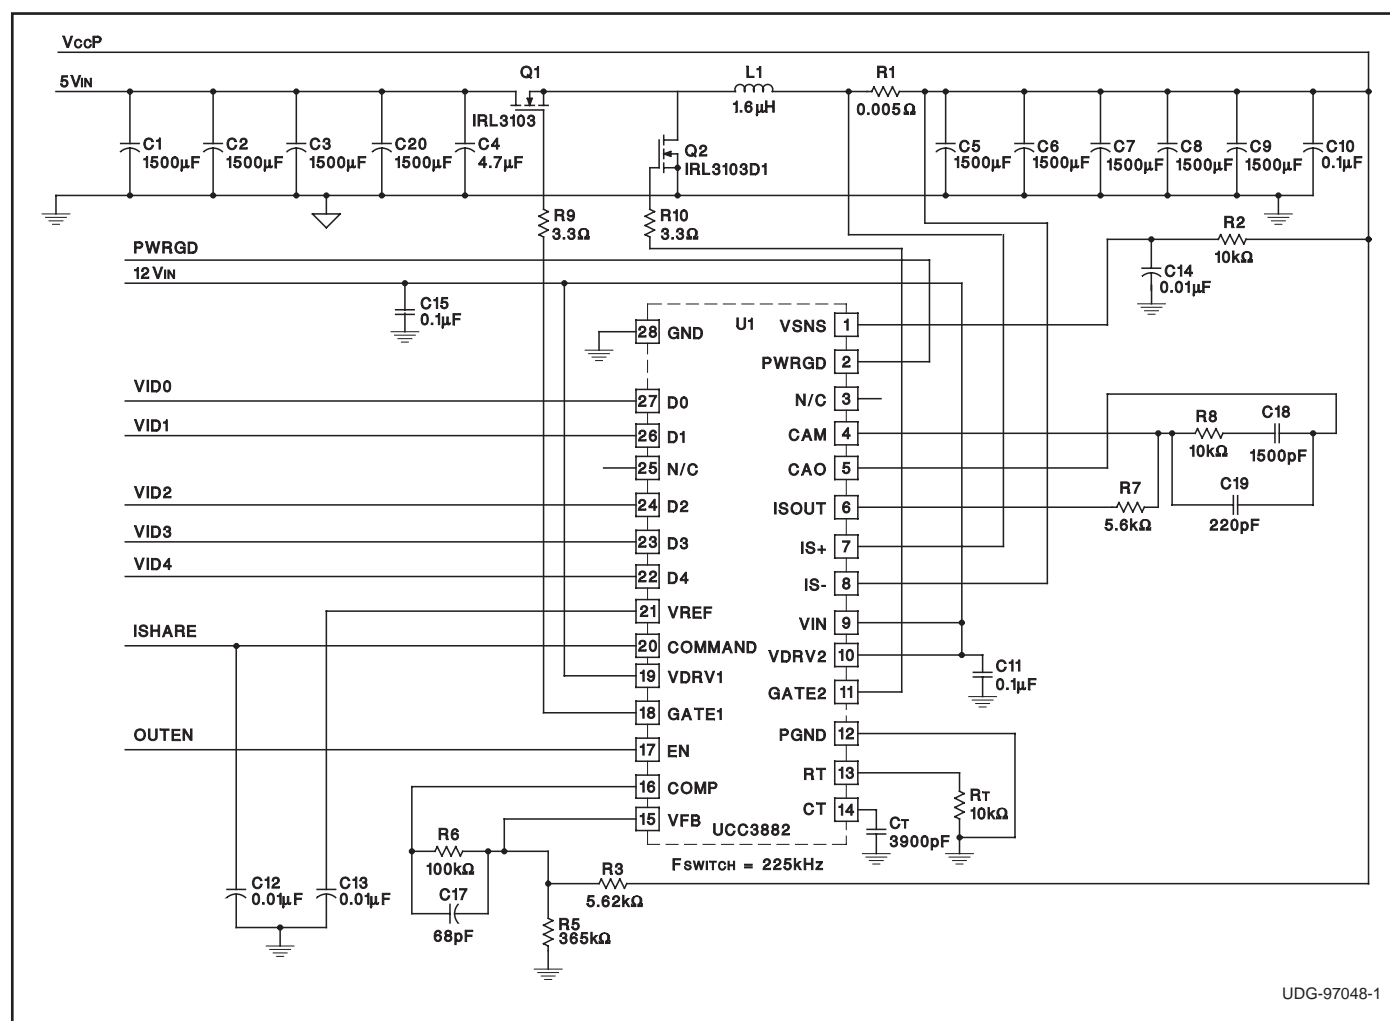 VccP
5VIN
Q1
IRL3103
L1
1.6µH
R1
0.005Ω
C1
1500µF
C2
1500µF
C3
1500µF
C20
1500µF
C4
4.7µF
Q2
IRL3103D1
C5
1500µF
C6
1500µF
C7
1500µF
C8
1500µF
C9
1500µF
C10
0.1µF
R9
3.3Ω
R10
3.3Ω
R2
10kΩ
PWRGD
12VIN
C14
0.01µF
C15
0.1µF
U1
28 GND
VSNS 1
PWRGD 2
VID0
27 D0
N/C 3
VID1
26 D1
CAM 4
R8
10kΩ
C18
1500pF
25 N/C
CAO 5
C19
220pF
VID2
24 D2
ISOUT 6
R7
5.6kΩ
VID3
23 D3
IS+ 7
VID4
22 D4
IS- 8
21 VREF
VIN 9
ISHARE
20 COMMAND
VDRV2 10
C11
0.1µF
19 VDRV1
GATE2 11
18 GATE1
PGND 12
OUTEN
17 EN
RT 13
RT
10kΩ
16 COMP
CT 14
CT
3900pF
15 VFB
UCC3882
FSWITCH = 225kHz
R6
100kΩ
C17
68pF
R3
5.62kΩ
C12
0.01µF
C13
0.01µF
R5
365kΩ
UDG-97048-1